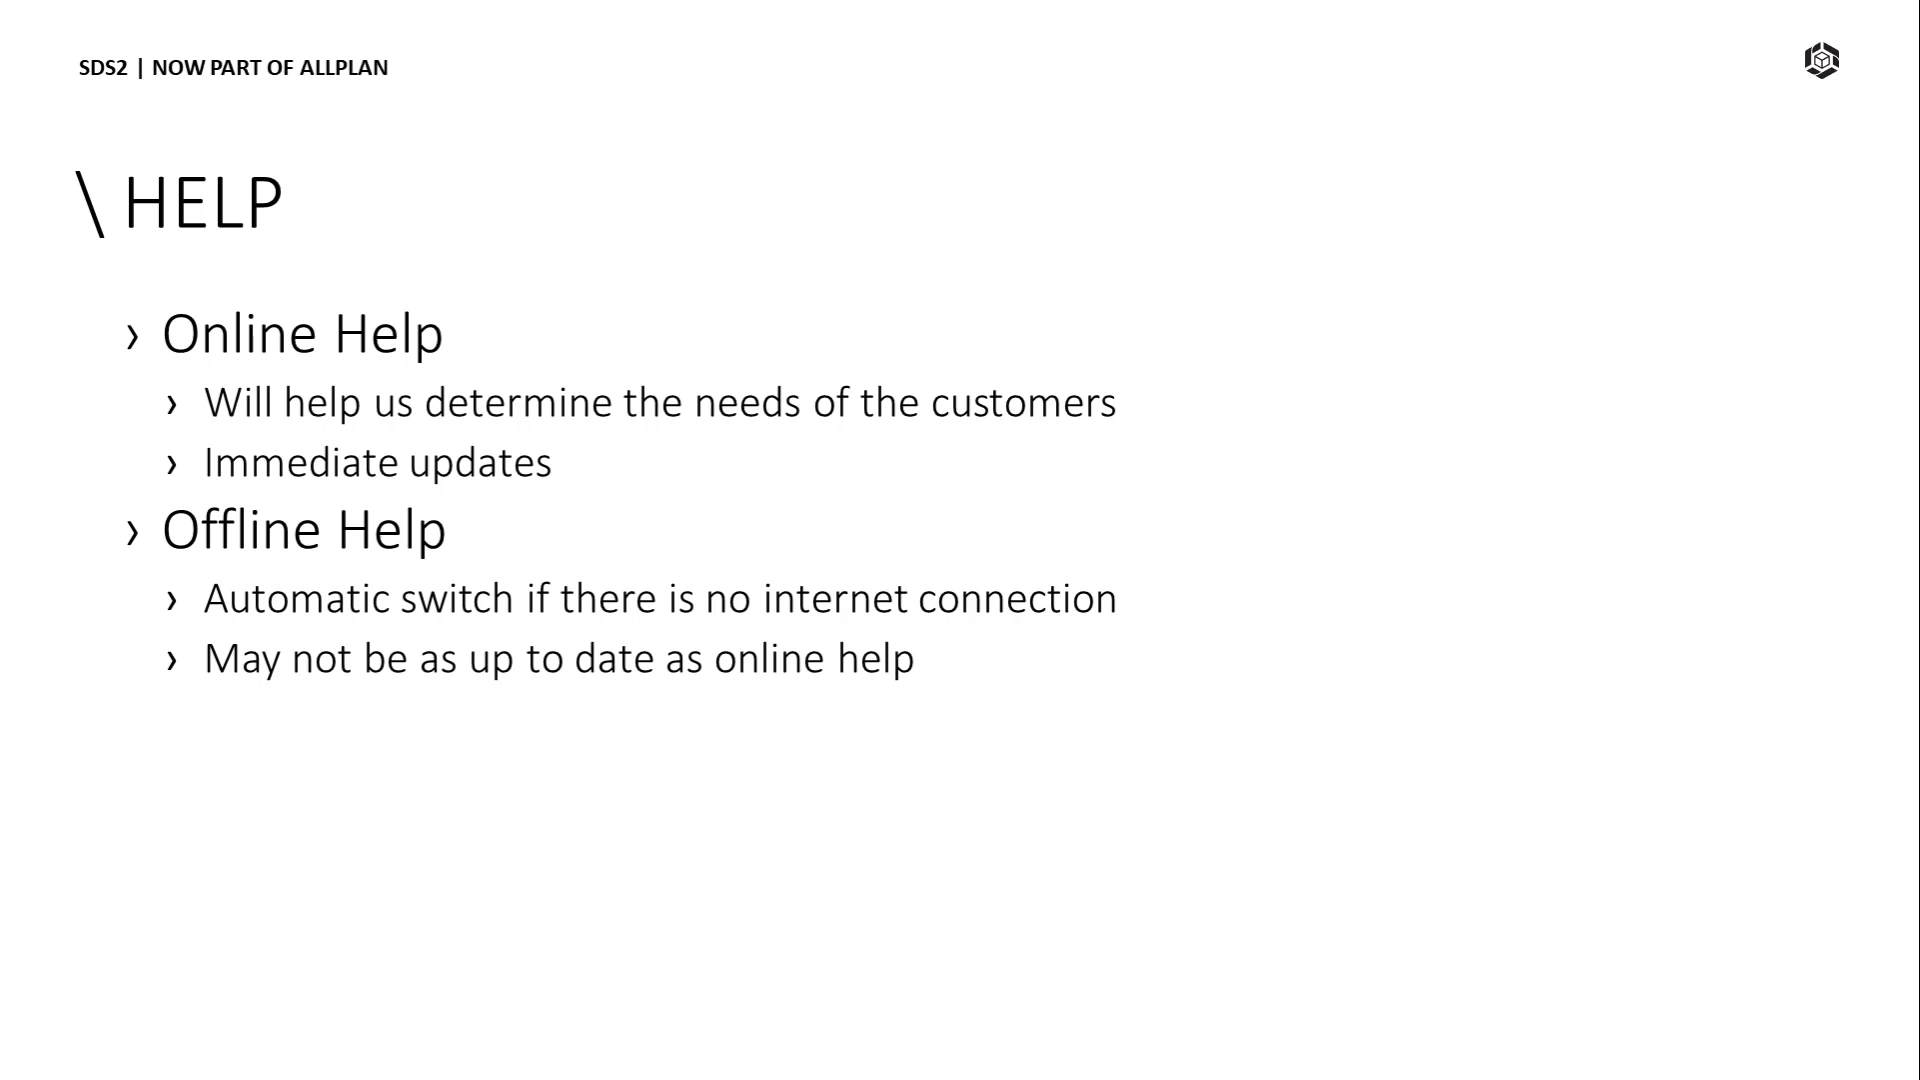 SDS2 | NOW PART OF ALLPLAN
\ HELP
› Online Help
› Will help us determine the needs of the customers
› Immediate updates
› Offline Help
› Automatic switch if there is no internet connection
› May not be as up to date as online help